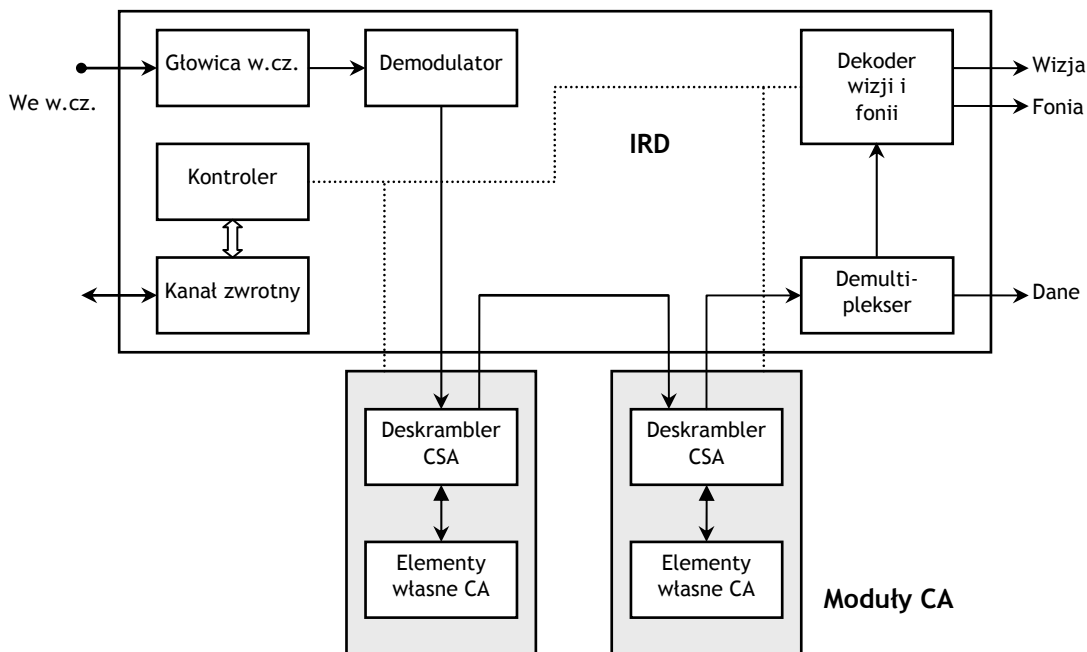 Głowica w.cz.
Demodulator
Dekoder
wizji i
fonii
Wizja
Fonia
We w.cz.
IRD
Kontroler
Kanał zwrotny
Demulti-
plekser
Dane
Deskrambler
CSA
Deskrambler
CSA
Elementy
własne CA
Elementy
własne CA
Moduły CA